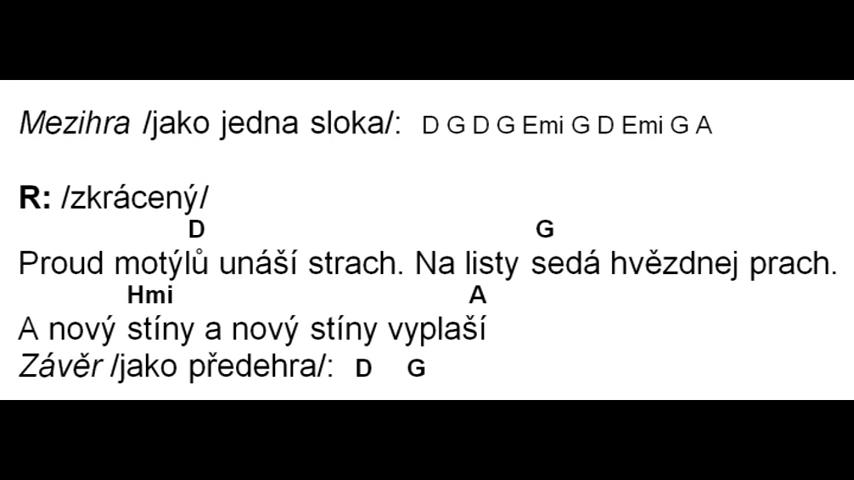 Mezihra /jako jedna sloka/: D G D G Emi G D Emi G A
R: /zkrácený/
D G
Proud motýlů unáší strach. Na listy sedá hvězdnej prach.
Hmi A
A nový stíny a nový stíny vyplaší
Závěr /jako předehra/: D G